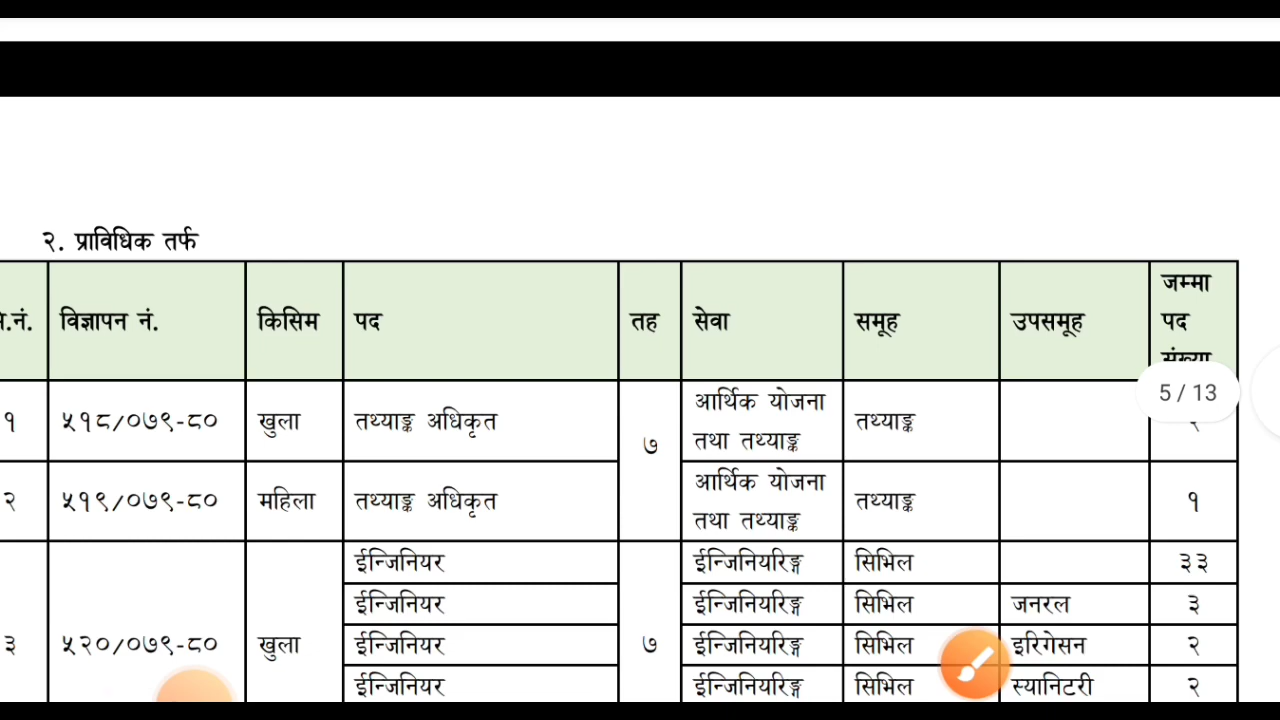 २. प्राविधिक तर्फ
विज्ञापन नं. किसिम पद तह सेवा समूह उपसमूह जम्मा पद
५ / 13
१ ५१८/०७९-८० खुला तथ्याङ्क अधिकृत ७ आर्थिक योजना तथा तथ्याङ्क तथ्याङ्क
२ ५१९/०७९-८० महिला तथ्याङ्क अधिकृत आर्थिक योजना तथा तथ्याङ्क तथ्याङ्क १
ईन्जिनियर ईन्जिनियरिङ्ग सिभिल ३३
ईन्जिनियर ईन्जिनियरिङ्ग सिभिल जनरल ३
३ ५२०/०७९-८० खुला ईन्जिनियर ७ ईन्जिनियरिङ्ग सिभिल इरिगेसन २
ईन्जिनियर ईन्जिनियरिङ्ग सिभिल स्यानिटरी २